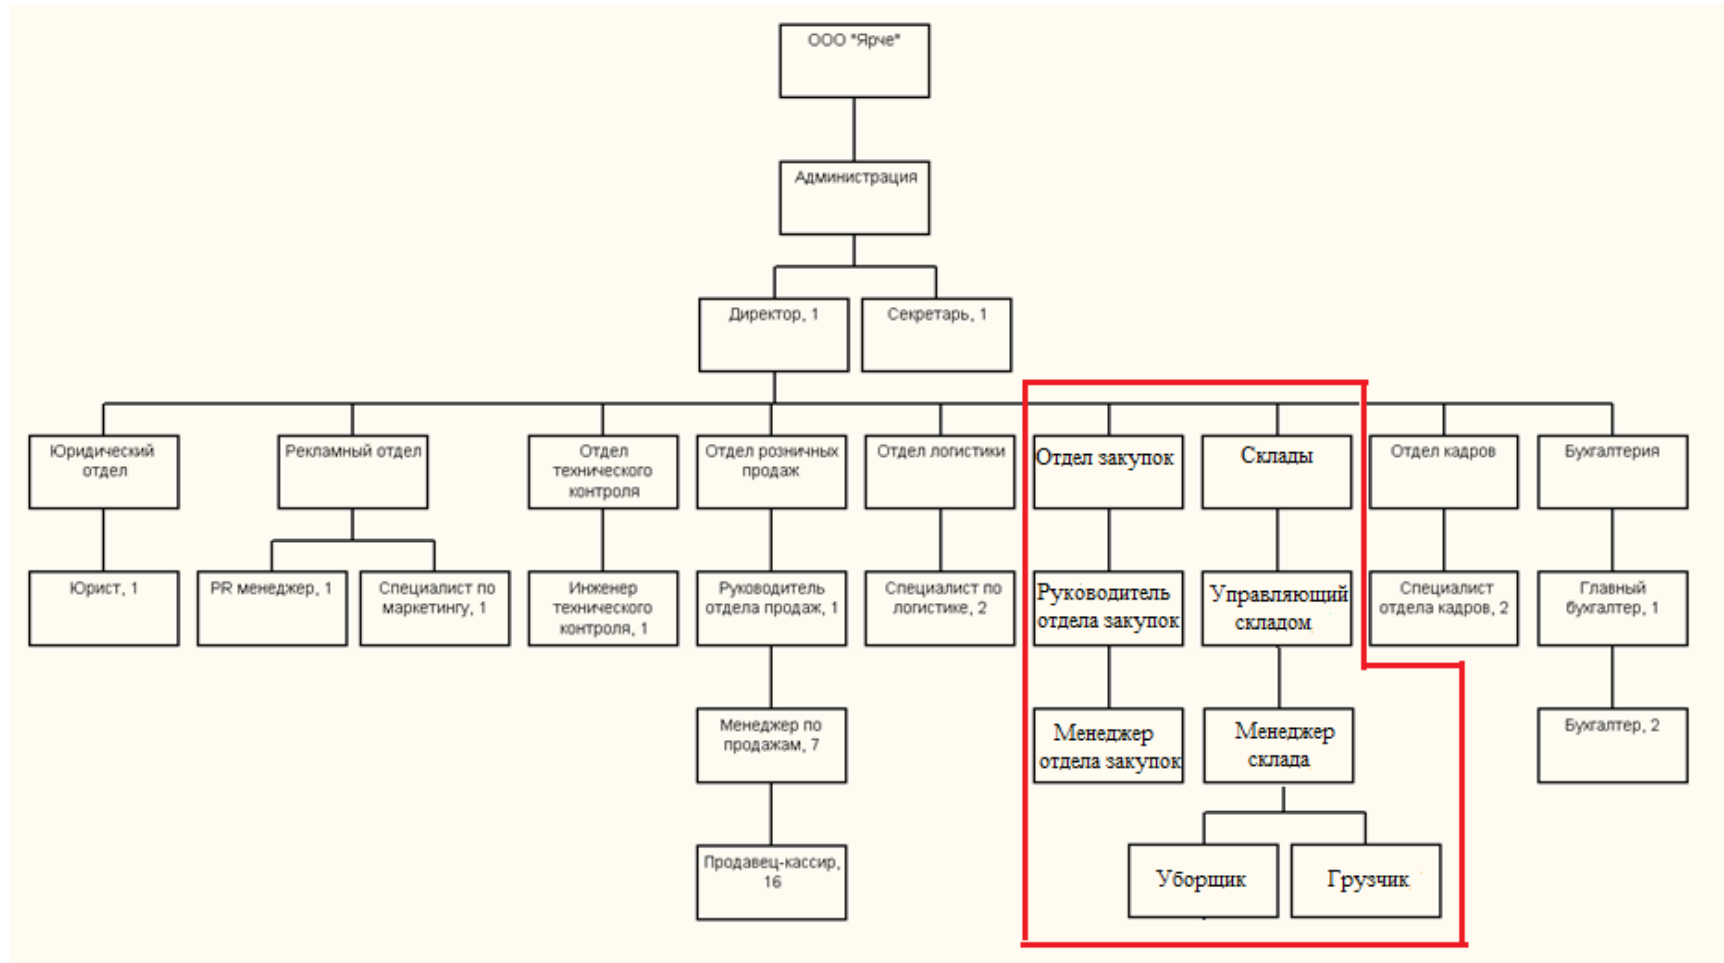 ООО "Ярче"
Администрация
Директор, 1
Секретарь, 1
Юридический
отдел
Рекламный отдел
Отдел
технического
контроля
Отдел розничных
продаж
Отдел логистики
Отдел закупок
Склады
Отдел кадров
Бухгалтерия
Юрист, 1
PR менеджер, 1
Специалист по
маркетингу, 1
Инженер
технического
контроля, 1
Руководитель
отдела продаж, 1
Специалист по
логистике, 2
Руководитель
отдела закупок
Управляющий
складом
Специалист
отдела кадров, 2
Главный
бухгалтер, 1
Менеджер по
продажам, 7
Менеджер
отдела закупок
Менеджер
склада
Бухгалтер, 2
Продавец-кассир,
16
Уборщик
Грузчик